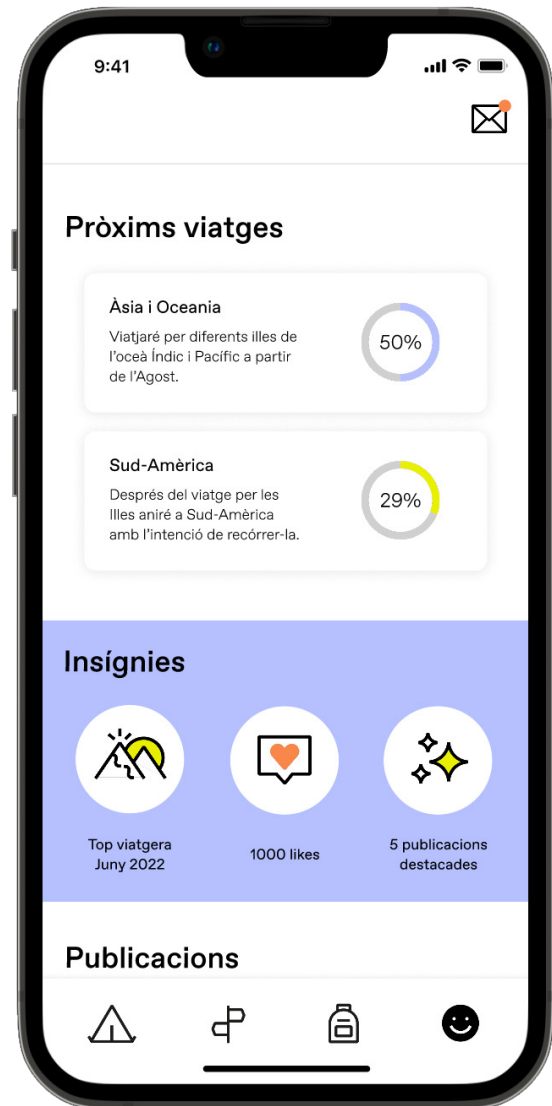 9:41
Pròxims viatges
Àsia i Oceania
Viatjaré per diferents illes de
l'oceà Índic i Pacífic a partir
de l'Agost.
50%
Sud-Amèrica
Després del viatge per les
Illes aniré a Sud-Amèrica
amb l'intenció de recórrer-la.
29%
Insígnies
Top viatgera
Juny 2022
1000 likes
5 publicacions
destacades
Publicacions